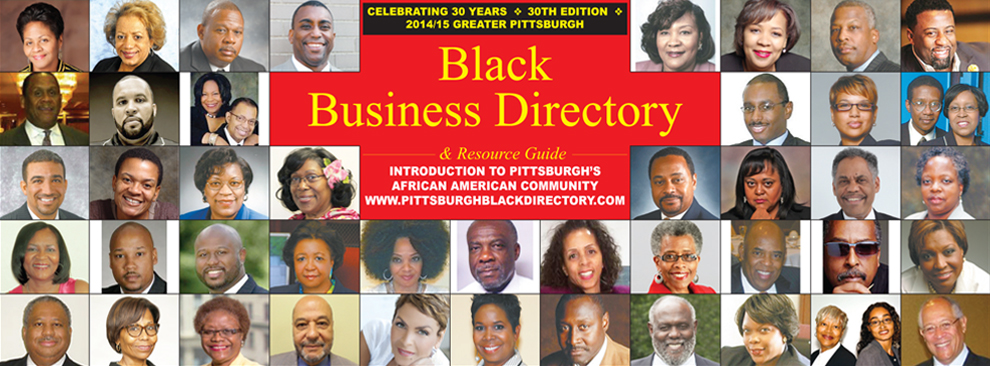 CELEBRATING 30 YEARS ❖ 30TH EDITION ❖
2014/15 GREATER PITTSBURGH
Black
Business Directory
& Resource Guide
INTRODUCTION TO PITTSBURGH'S
AFRICAN AMERICAN COMMUNITY
WWW.PITTSBURGHBLACKDIRECTORY.COM